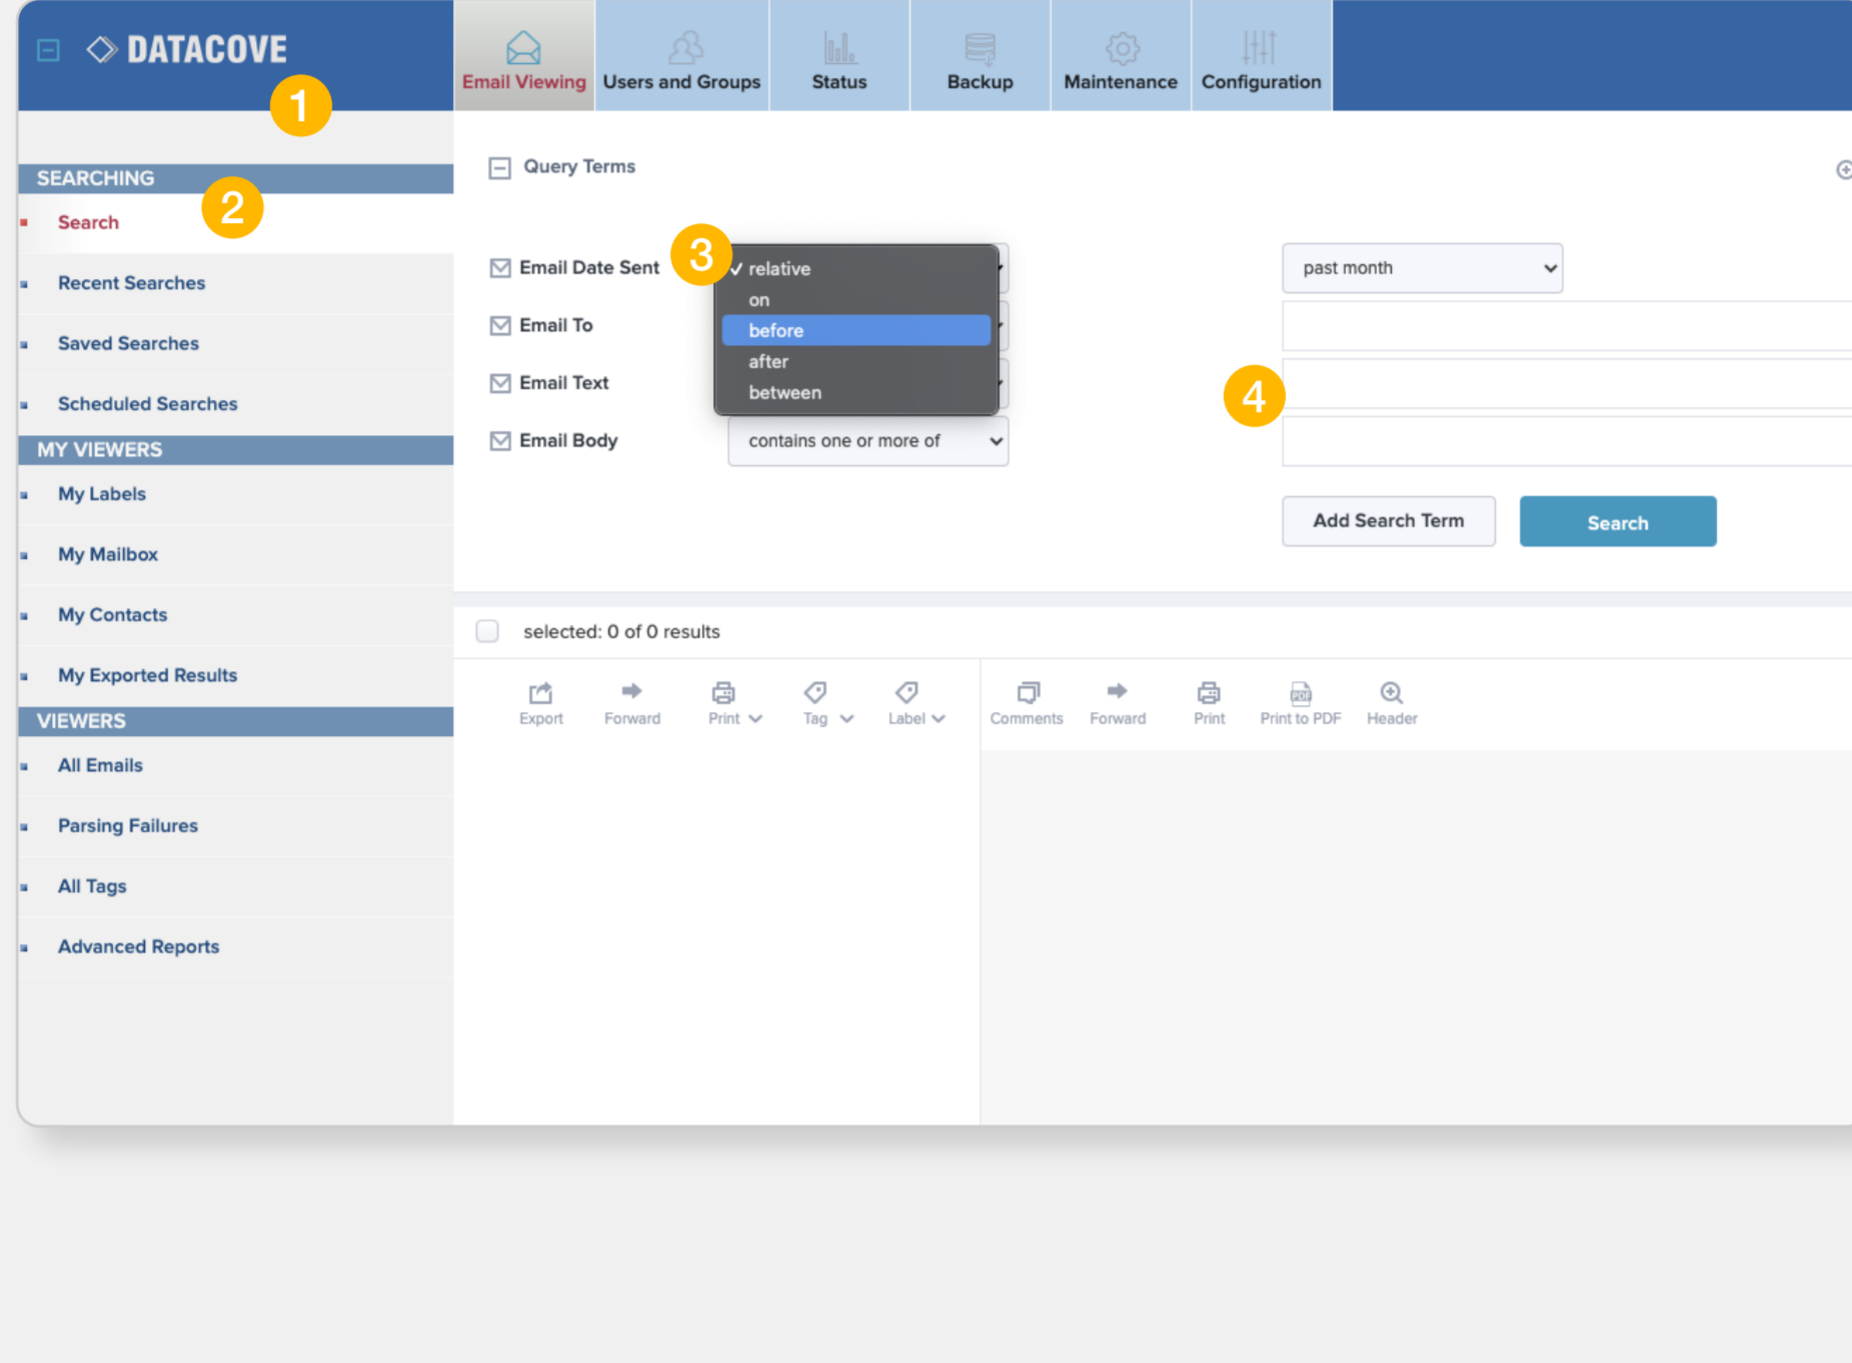 DATACOVE
1
Email Viewing
Users and Groups
Status
Backup
Maintenance
Configuration
SEARCHING
2
Search
Recent Searches
Saved Searches
Scheduled Searches
MY VIEWERS
My Labels
My Mailbox
My Contacts
My Exported Results
VIEWERS
All Emails
Parsing Failures
All Tags
Advanced Reports
Query Terms
Email Date Sent
3
✓ relative
on
before
after
between
past month
Email To
Email Text
4
Email Body
contains one or more of
Add Search Term
Search
selected: 0 of 0 results
Export
Forward
Print
Tag
Label
Comments
Forward
Print
PDF
Print to PDF
Header